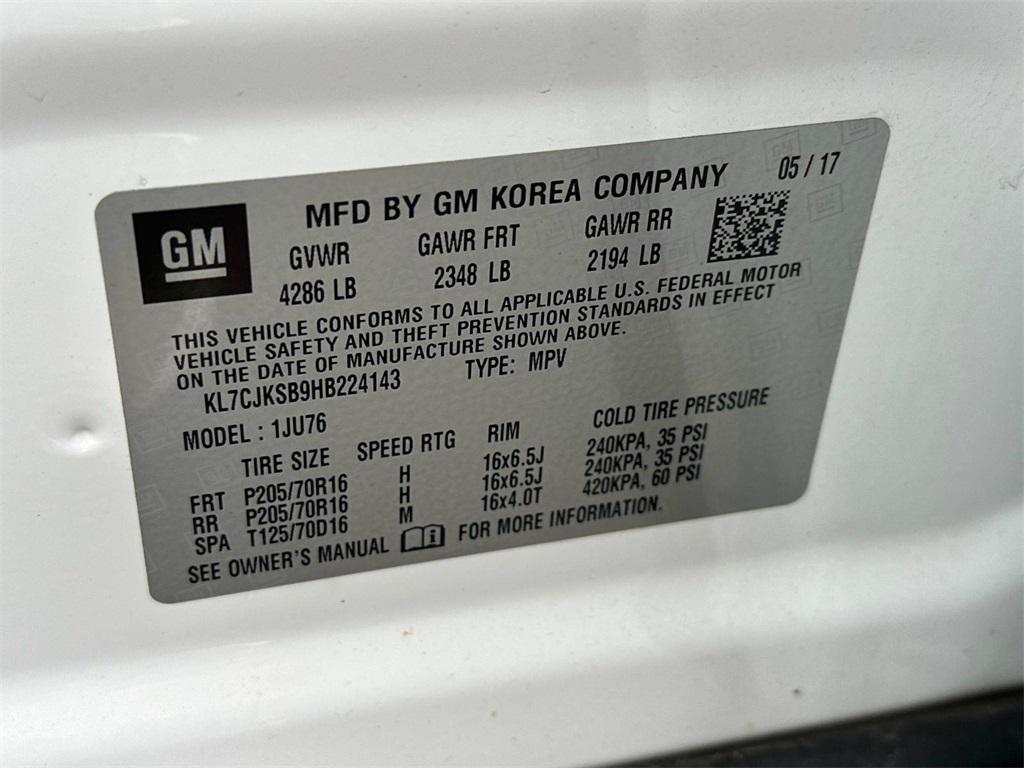 GM
MFD BY GM KOREA COMPANY 05 / 17
GVWR GAWR FRT GAWR RR
4286 LB 2348 LB 2194 LB
THIS VEHICLE CONFORMS TO ALL APPLICABLE U.S. FEDERAL MOTOR
VEHICLE SAFETY AND THEFT PREVENTION STANDARDS IN EFFECT
ON THE DATE OF MANUFACTURE SHOWN ABOVE.
KL7CJKSB9HB224143 TYPE: MPV
MODEL : 1JU76
TIRE SIZE SPEED RTG RIM COLD TIRE PRESSURE
FRT P205/70R16 H 16x6.5J 240KPA, 35 PSI
RR P205/70R16 H 16x6.5J 240KPA, 35 PSI
SPA T125/70D16 M 16x4.0T 420KPA, 60 PSI
SEE OWNER'S MANUAL FOR MORE INFORMATION.